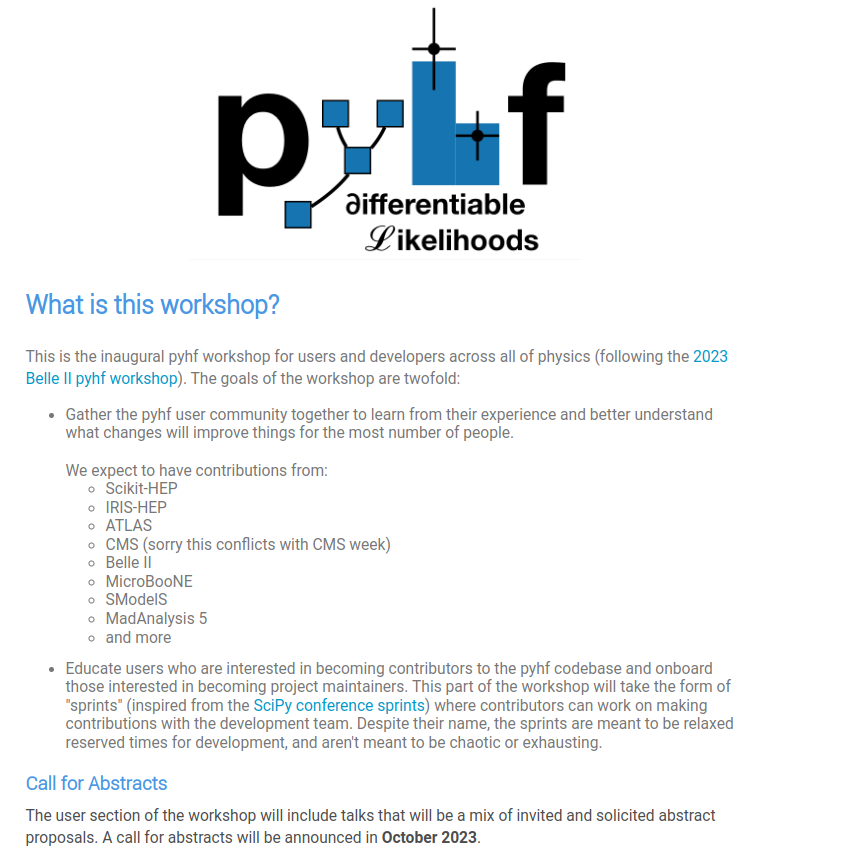 pyhf
∂ifferentiable
ℒikelihoods
What is this workshop?
This is the inaugural pyhf workshop for users and developers across all of physics (following the 2023
Belle II pyhf workshop). The goals of the workshop are twofold:
• Gather the pyhf user community together to learn from their experience and better understand
what changes will improve things for the most number of people.
We expect to have contributions from:
◦ Scikit-HEP
◦ IRIS-HEP
◦ ATLAS
◦ CMS (sorry this conflicts with CMS week)
◦ Belle II
◦ MicroBooNE
◦ SModelS
◦ MadAnalysis 5
◦ and more
• Educate users who are interested in becoming contributors to the pyhf codebase and onboard
those interested in becoming project maintainers. This part of the workshop will take the form of
"sprints" (inspired from the SciPy conference sprints) where contributors can work on making
contributions with the development team. Despite their name, the sprints are meant to be relaxed
reserved times for development, and aren't meant to be chaotic or exhausting.
Call for Abstracts
The user section of the workshop will include talks that will be a mix of invited and solicited abstract
proposals. A call for abstracts will be announced in October 2023.